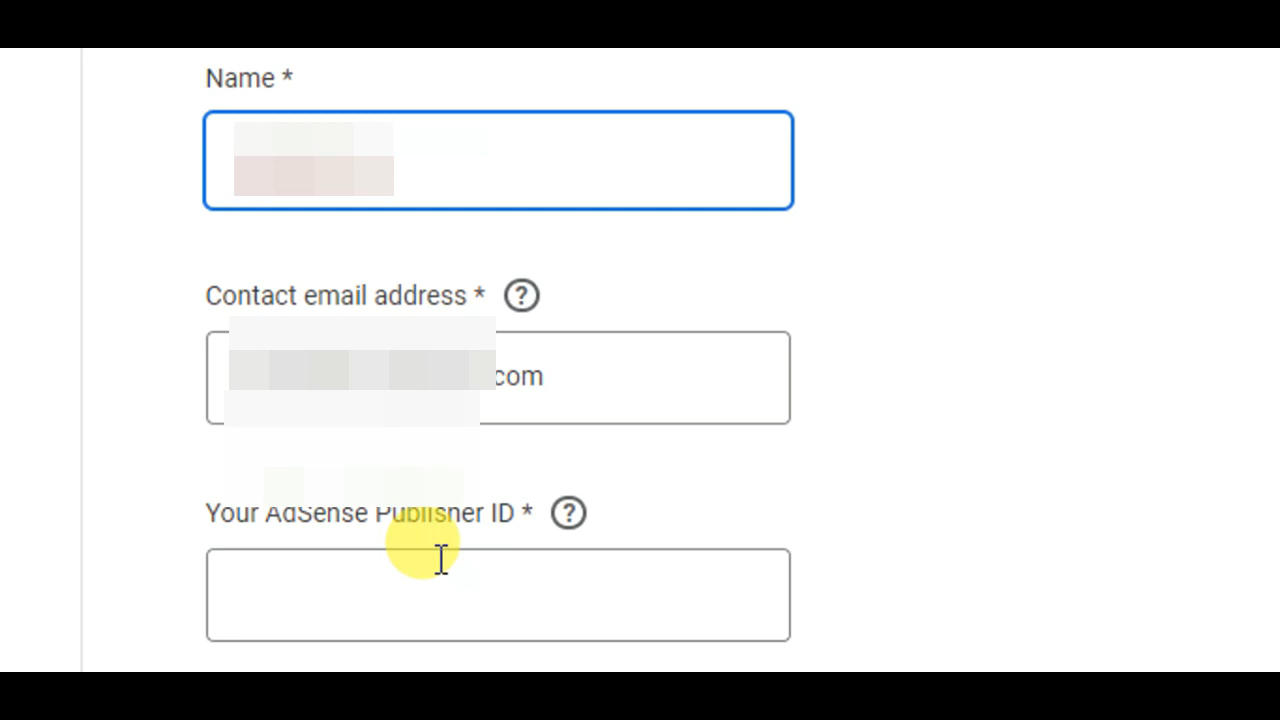 Name *
Contact email address * ?
com
Your AdSense Publisher ID * ?